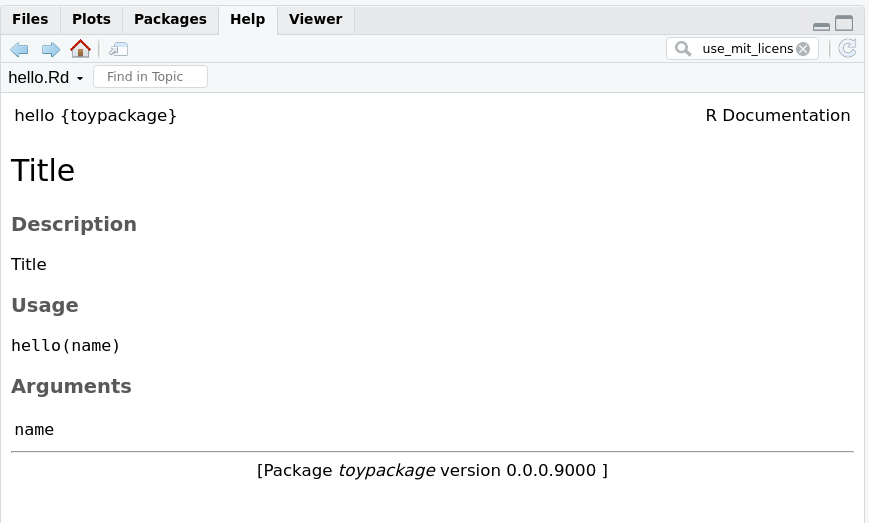 Files Plots Packages Help Viewer
use_mit_licens
hello.Rd Find in Topic
hello {toypackage} R Documentation
Title
Description
Title
Usage
hello(name)
Arguments
name
[Package toypackage version 0.0.0.9000 ]